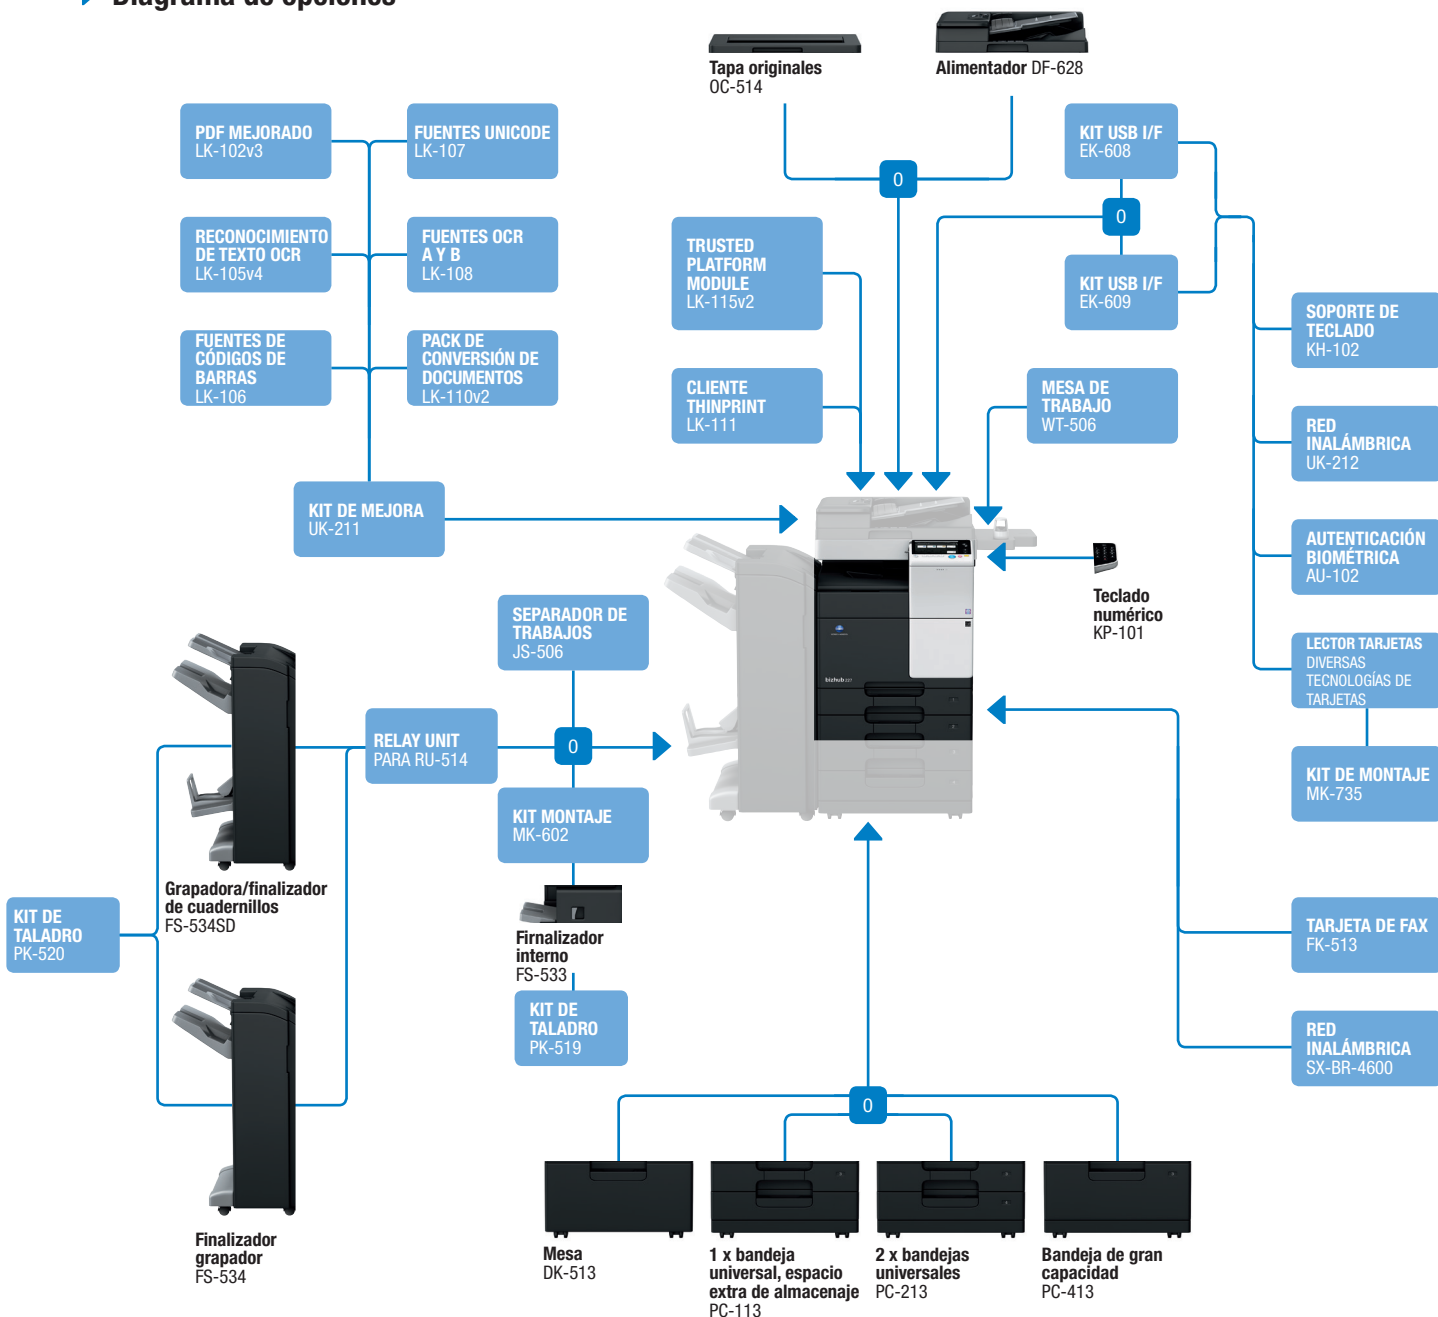 Diagrama de opciones
Tapa originales
OC-514
Alimentador DF-628
PDF MEJORADO
LK-102v3
FUENTES UNICODE
LK-107
KIT USB I/F
EK-608
0
0
RECONOCIMIENTO
DE TEXTO OCR
LK-105v4
FUENTES OCR
A Y B
LK-108
TRUSTED
PLATFORM
MODULE
LK-115v2
KIT USB I/F
EK-609
SOPORTE DE
TECLADO
KH-102
FUENTES DE
CÓDIGOS DE
BARRAS
LK-106
PACK DE
CONVERSIÓN DE
DOCUMENTOS
LK-110v2
CLIENTE
THINPRINT
LK-111
MESA DE
TRABAJO
WT-506
RED
INALÁMBRICA
UK-212
KIT DE MEJORA
UK-211
AUTENTICACIÓN
BIOMÉTRICA
AU-102
Teclado
numérico
KP-101
SEPARADOR DE
TRABAJOS
JS-506
LECTOR TARJETAS
DIVERSAS
TECNOLOGÍAS DE
TARJETAS
bizhub 227
RELAY UNIT
PARA RU-514
0
KIT DE MONTAJE
MK-735
KIT MONTAJE
MK-602
Grapadora/finalizador
de cuadernillos
FS-534SD
KIT DE
TALADRO
PK-520
Firnalizador
interno
FS-533
TARJETA DE FAX
FK-513
KIT DE
TALADRO
PK-519
RED
INALÁMBRICA
SX-BR-4600
0
Finalizador
grapador
FS-534
Mesa
DK-513
1 x bandeja
universal, espacio
extra de almacenaje
PC-113
2 x bandejas
universales
PC-213
Bandeja de gran
capacidad
PC-413